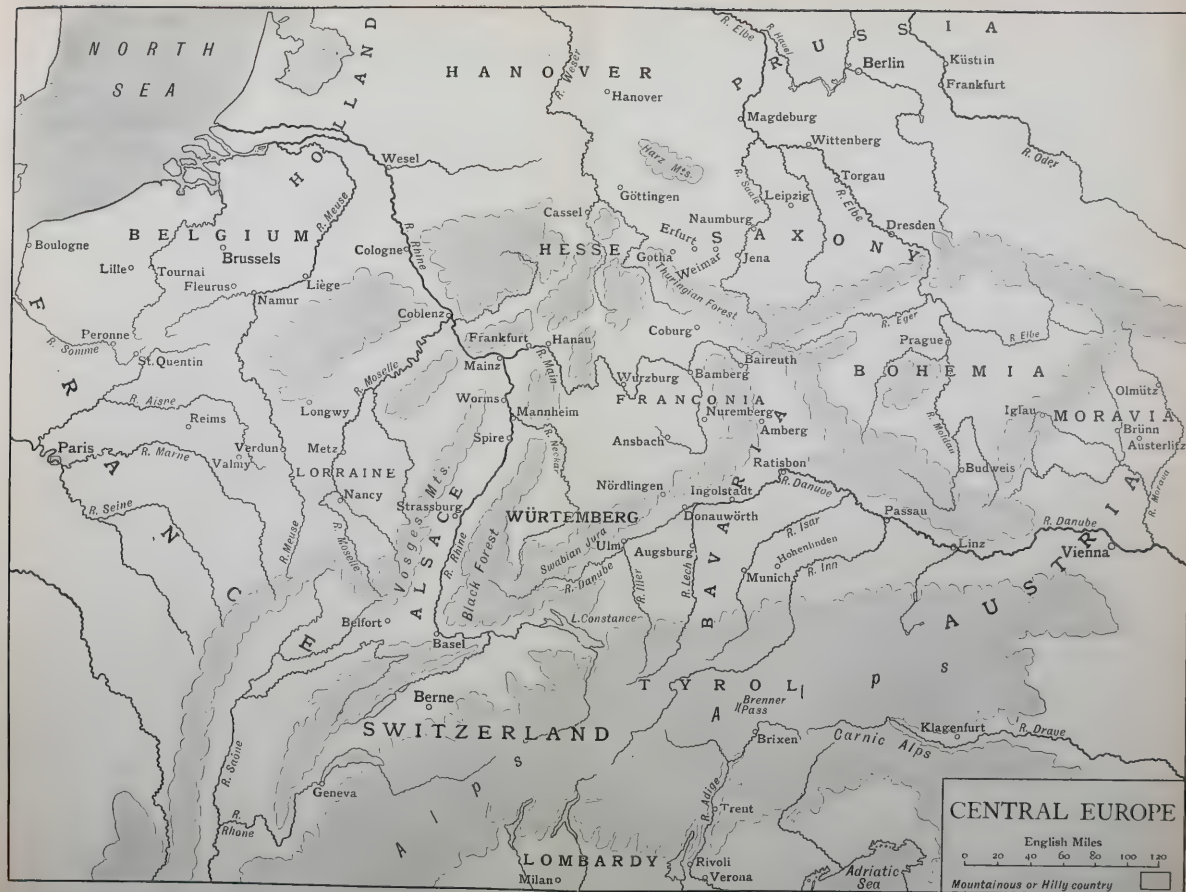 NORTH
SEA
HOLLAND
HANOVER
R. Weser
Hanover
R. Elbe
R. Havel
PRUSSIA
Berlin
Küstrin
Frankfurt
Magdeburg
Wittenberg
R. Oder
Harz Mts.
R. Saale
Leipzig
Torgau
R. Elbe
Wesel
Göttingen
Cassel
Naumburg
Dresden
R. Meuse
Boulogne
BELGIUM
Brussels
Cologne
R. Rhine
HESSE
Erfurt
SAXONY
Gotha
Weimar
Jena
Thuringian Forest
Lille
Tournai
Fleurus
Liège
Namur
Coblenz
Coburg
R. Eger
R. Elbe
Peronne
R. Somme
St. Quentin
Frankfurt
Hanau
R. Main
Mainz
Prague
Baireuth
Bamberg
BOHEMIA
R. Moselle
Wurzburg
FRANCONIA
Olmütz
R. Aisne
Reims
Longwy
Worms
Mannheim
Nuremberg
Iglau
MORAVIA
Brünn
Austerlitz
FRANCE
Paris
R. Marne
Verdun
Valmy
Metz
LORRAINE
Spire
R. Neckar
Ansbach
Amberg
R. Moldau
Budweis
Ratisbon
R. Danuoe
R. Morava
Nancy
Vosges Mts.
Strassburg
Nördlingen
Ingolstadt
R. Seine
R. Meuse
R. Moselle
ALSACE
R. Rhine
Black Forest
WÜRTEMBERG
Donauwörth
Passau
R. Danube
Linz
Vienna
Swabian Jura
Ulm
Augsburg
R. Isar
Hohenlinden
R. Danube
R. Iller
R. Lech
BAVARIA
Munich
R. Inn
AUSTRIA
Belfort
Basel
L. Constance
Berne
SWITZERLAND
TYROL
Brenner
Pass
Alps
Brixen
Carnic Alps
Klagenfurt
R. Draue
R. Saône
Geneva
Alps
R. Adige
Trent
R.
Rhone
LOMBARDY
Milan
Rivoli
Verona
Adriatic
Sea
CENTRAL EUROPE
English Miles
0 20 40 60 80 100 120
Mountainous or Hilly country